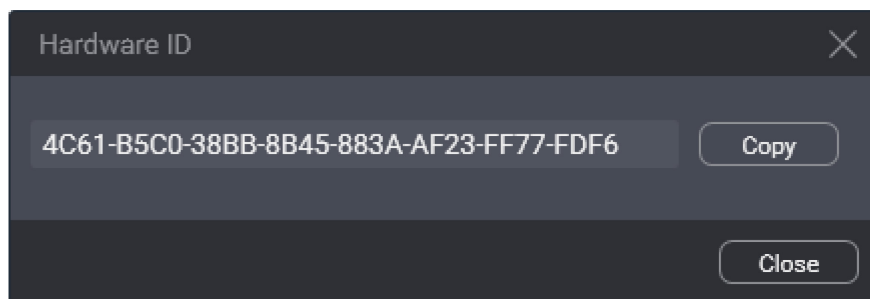 Hardware ID
4C61-B5C0-38BB-8B45-883A-AF23-FF77-FDF6
Copy
Close